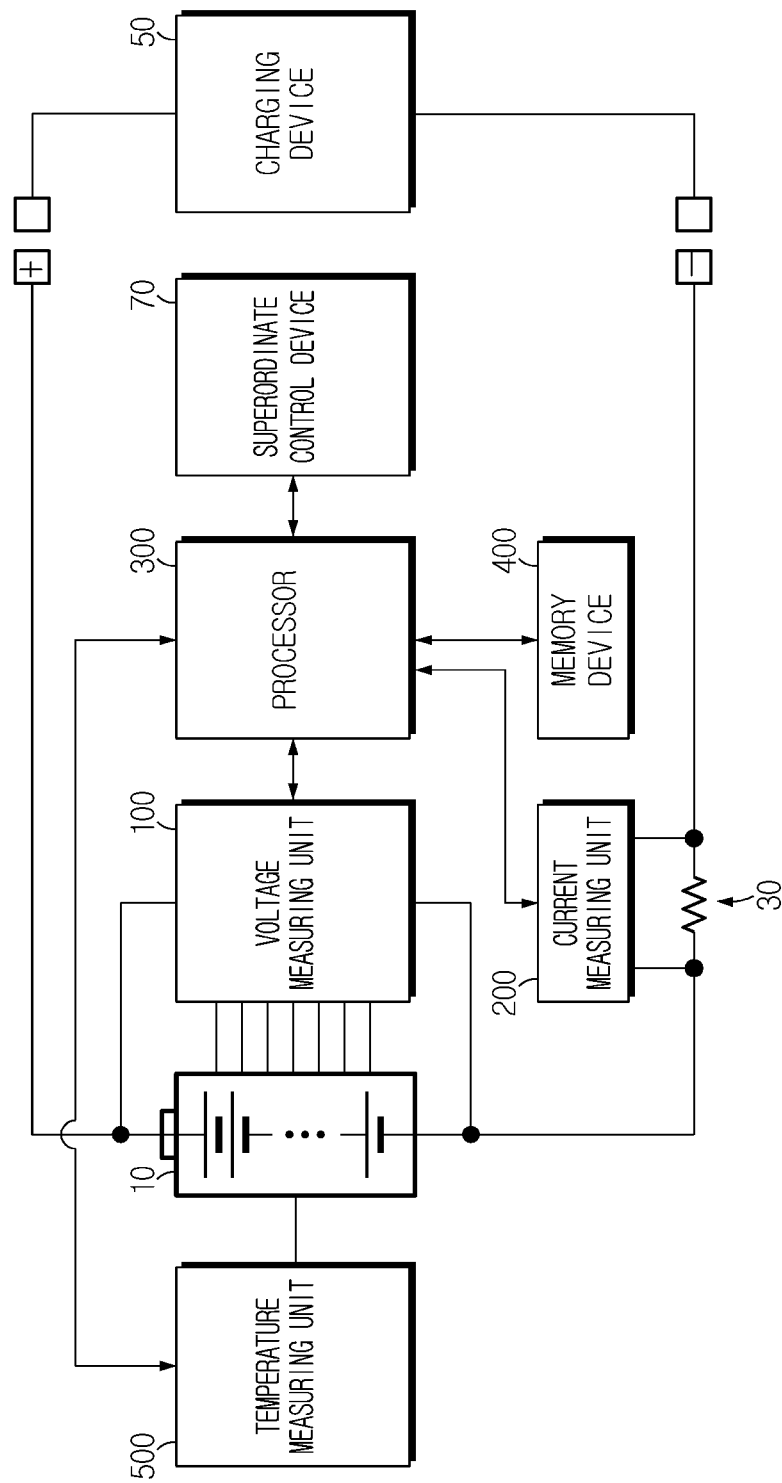 50
CHARGING
DEVICE
+
−
70
SUPERORDINATE
CONTROL DEVICE
300
PROCESSOR
400
MEMORY
DEVICE
100
VOLTAGE
MEASURING UNIT
200
CURRENT
MEASURING UNIT
30
10
500
TEMPERATURE
MEASURING UNIT